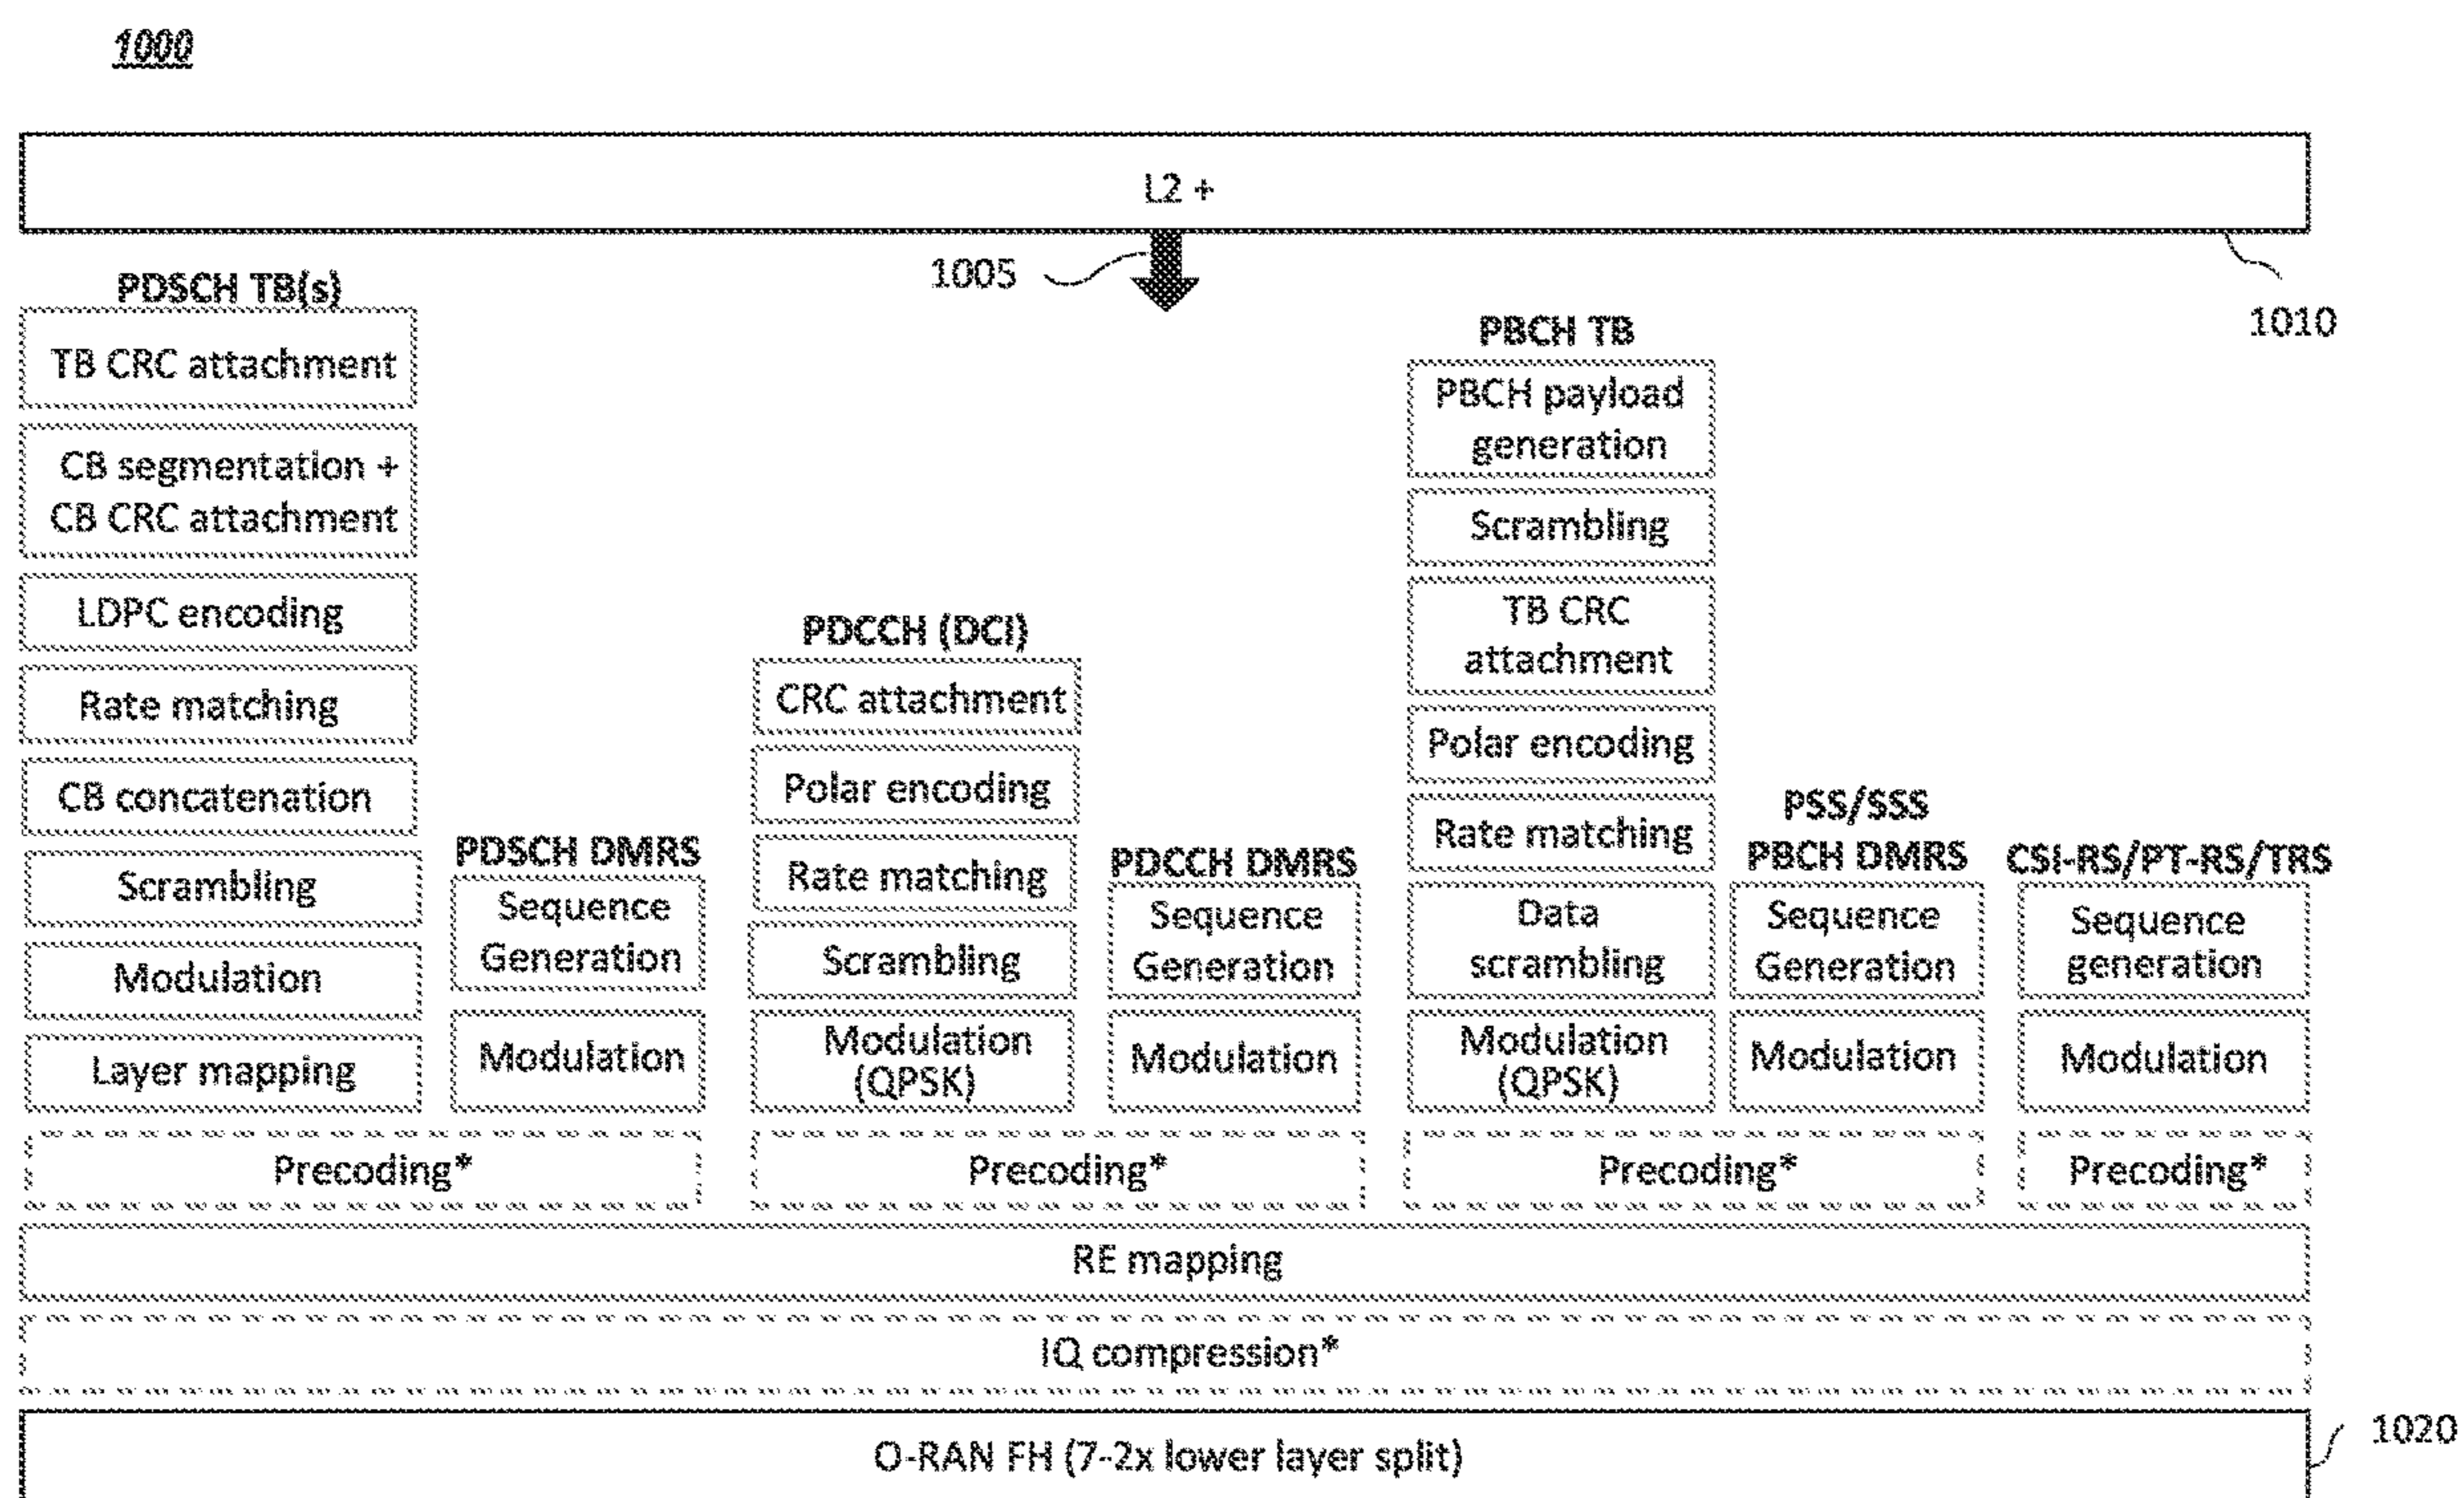 1000
L2 +
1005
1010
PDSCH TB(s)
TB CRC attachment
CB segmentation +
CB CRC attachment
LDPC encoding
Rate matching
CB concatenation
Scrambling
Modulation
Layer mapping
PDSCH DMRS
Sequence
Generation
Modulation
Precoding*
PDCCH (DCI)
CRC attachment
Polar encoding
Rate matching
Scrambling
Modulation
(QPSK)
PDCCH DMRS
Sequence
Generation
Modulation
Precoding*
PBCH TB
PBCH payload
generation
Scrambling
TB CRC
attachment
Polar encoding
Rate matching
Data
scrambling
Modulation
(QPSK)
PSS/SSS
PBCH DMRS
Sequence
Generation
Modulation
Precoding*
CSI-RS/PT-RS/TRS
Sequence
generation
Modulation
Precoding*
RE mapping
IQ compression*
O-RAN FH (7-2x lower layer split)
1020